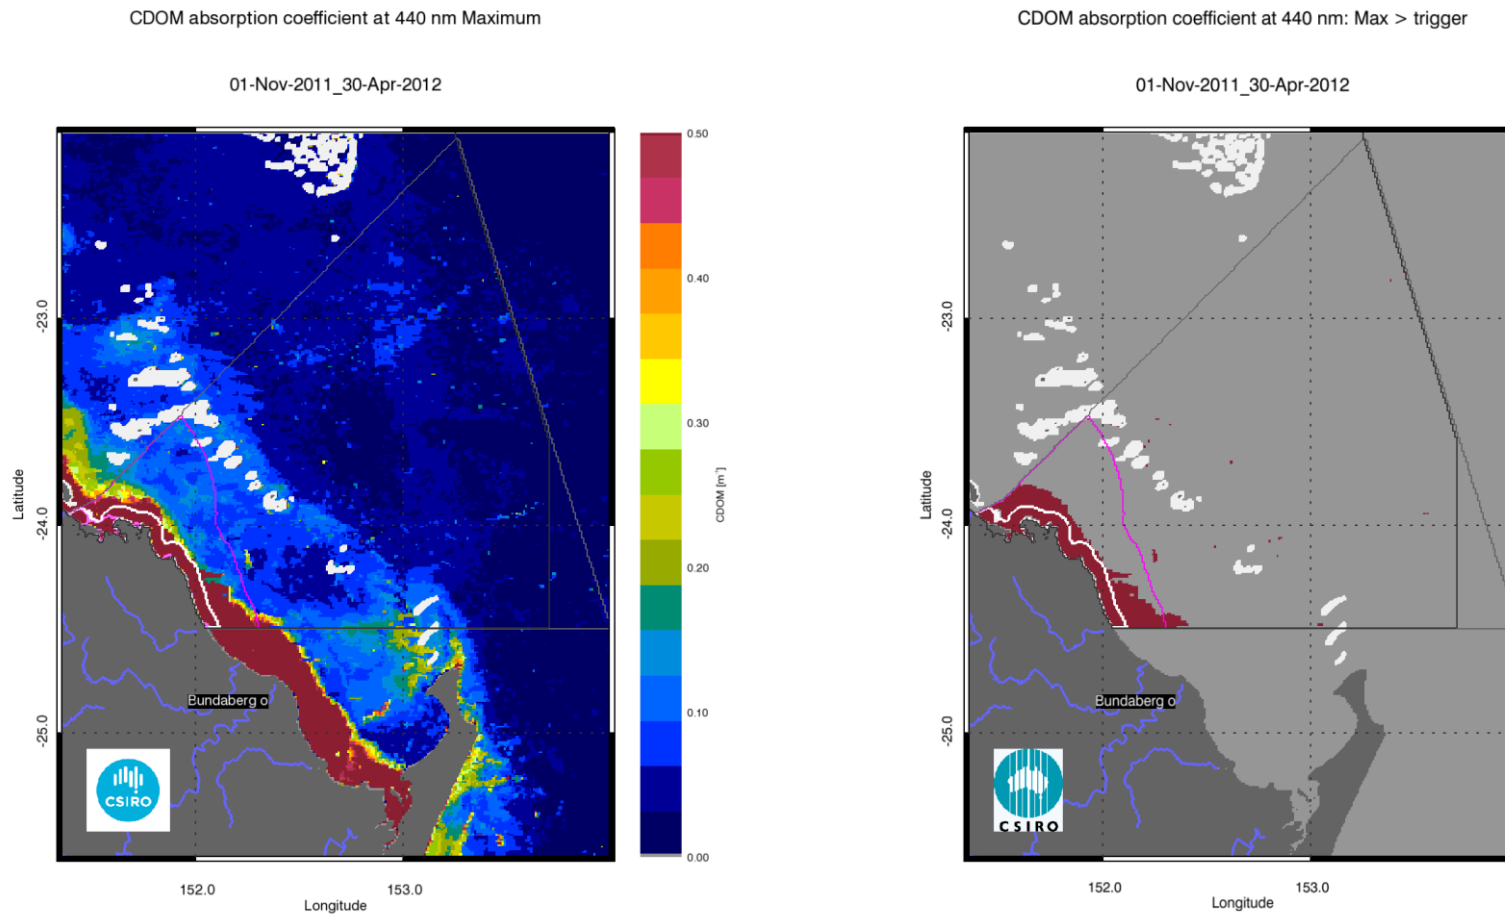 CDOM absorption coefficient at 440 nm Maximum
01-Nov-2011_30-Apr-2012
0.50
0.40
0.30
0.20
0.10
0.00
CDOM [m⁻¹]
-23.0
-24.0
-25.0
Latitude
Bundaberg o
CSIRO
152.0
153.0
Longitude
CDOM absorption coefficient at 440 nm: Max > trigger
01-Nov-2011_30-Apr-2012
-23.0
-24.0
-25.0
Latitude
Bundaberg o
CSIRO
152.0
153.0
Longitude